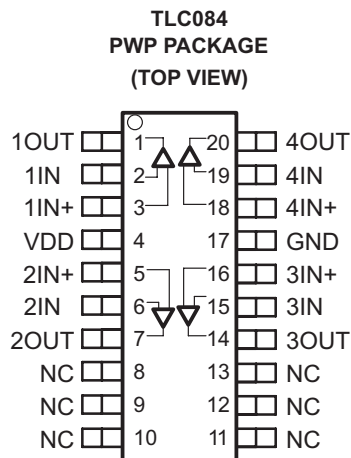 TLC084
PWP PACKAGE
(TOP VIEW)
1OUT 1 20 4OUT
1IN 2 19 4IN
1IN+ 3 18 4IN+
VDD 4 17 GND
2IN+ 5 16 3IN+
2IN 6 15 3IN
2OUT 7 14 3OUT
NC 8 13 NC
NC 9 12 NC
NC 10 11 NC